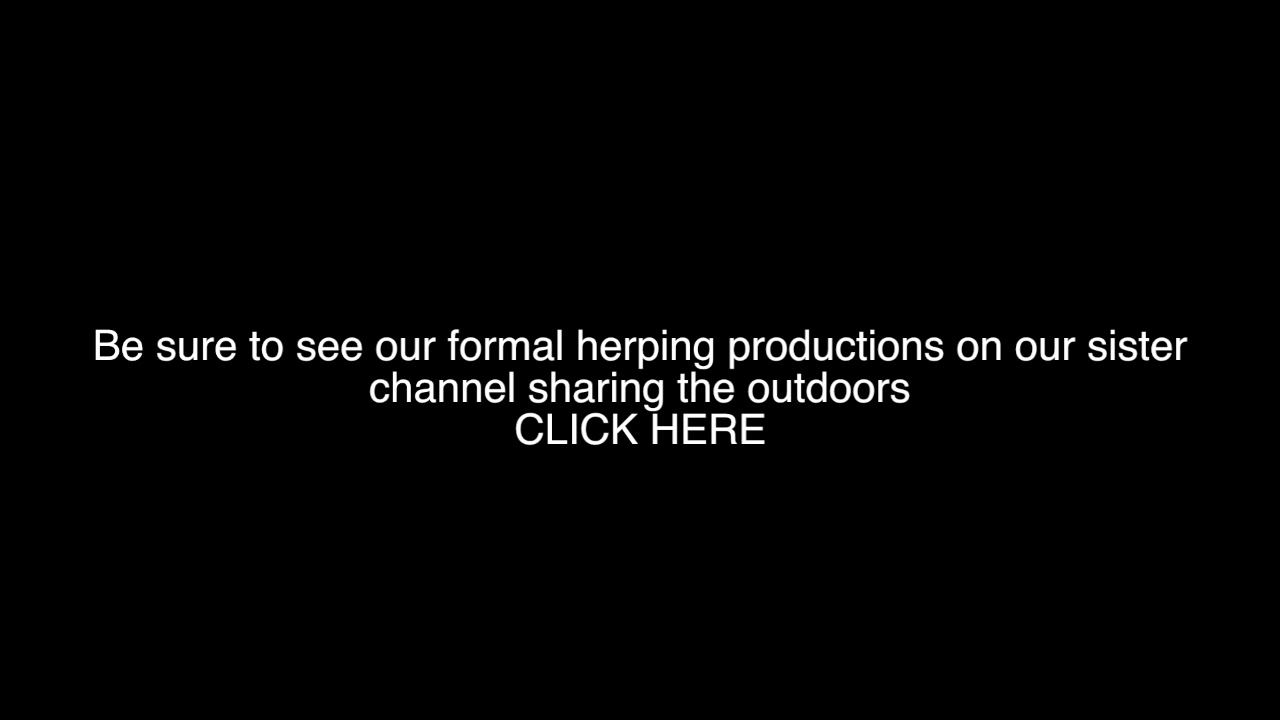 Be sure to see our formal herping productions on our sister
channel sharing the outdoors
CLICK HERE